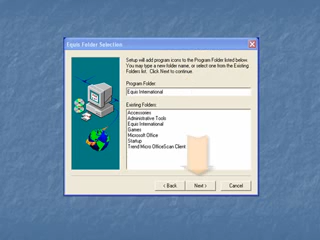 Equis Folder Selection
Setup will add program icons to the Program Folder listed below.
You may type a new folder name, or select one from the Existing
Folders list. Click Next to continue.
Program Folder:
Equis International
Existing Folders:
Accessories
Administrative Tools
Equis International
Games
Microsoft Office
Startup
Trend Micro OfficeScan Client
< Back
Next >
Cancel